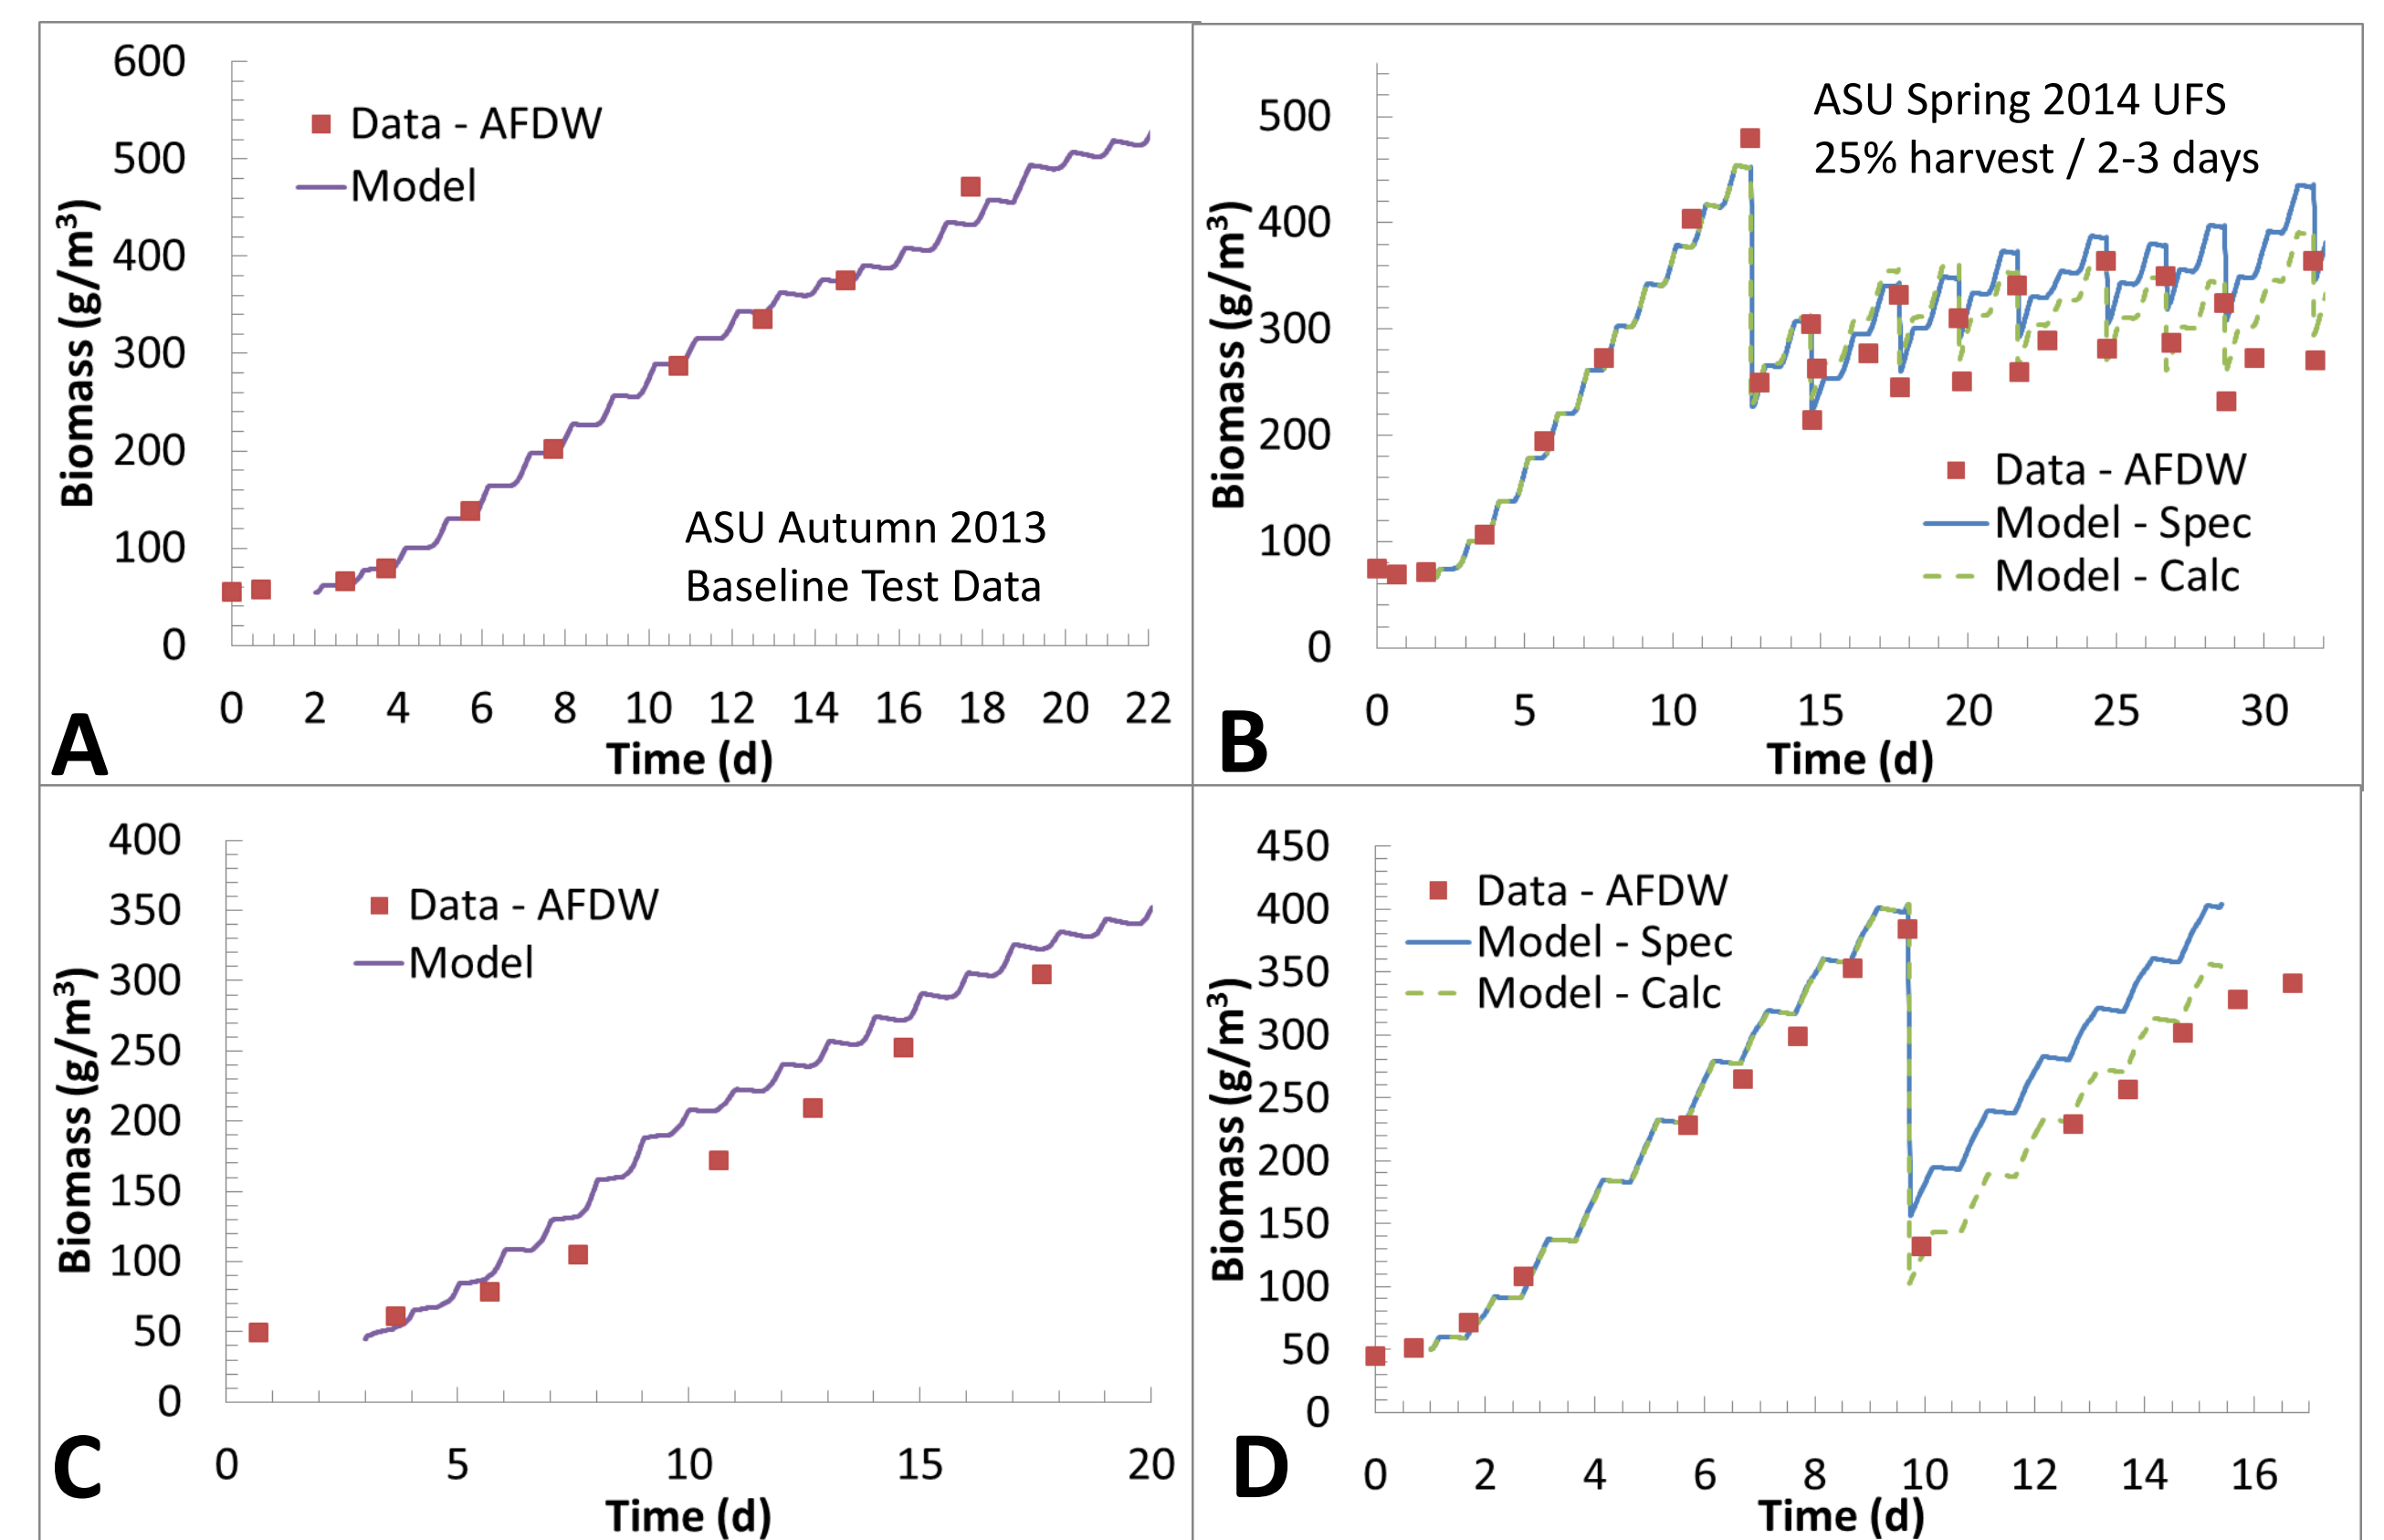 600
500
400
300
200
100
0
Biomass (g/m³)
Data - AFDW
Model
ASU Autumn 2013
Baseline Test Data
0 2 4 6 8 10 12 14 16 18 20 22
Time (d)
A
500
400
300
200
100
0
Biomass (g/m³)
ASU Spring 2014 UFS
25% harvest / 2-3 days
Data - AFDW
Model - Spec
Model - Calc
0 5 10 15 20 25 30
Time (d)
B
400
350
300
250
200
150
100
50
0
Biomass (g/m³)
Data - AFDW
Model
0 5 10 15 20
Time (d)
C
450
400
350
300
250
200
150
100
50
0
Biomass (g/m³)
Data - AFDW
Model - Spec
Model - Calc
0 2 4 6 8 10 12 14 16
Time (d)
D